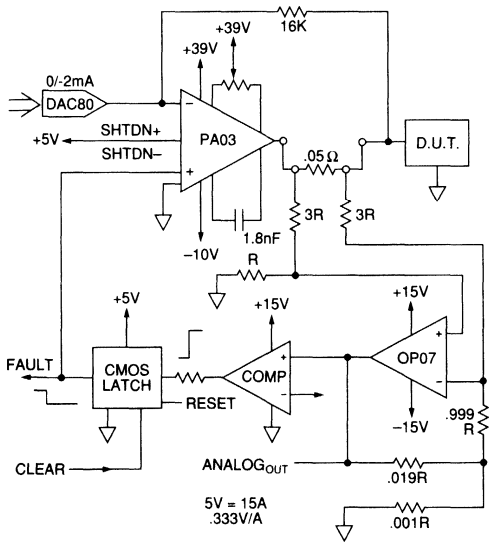 16K
+39V
+39V
0/-2mA
DAC80
−
SHTDN+
+5V
SHTDN−
PA03
+
.05Ω
D.U.T.
3R
3R
1.8nF
−10V
R
+15V
+15V
+5V
+
OP07
−
−15V
FAULT
CMOS
LATCH
+
COMP
−
RESET
.999
R
CLEAR
ANALOGOUT
.019R
5V = 15A
.333V/A
.001R